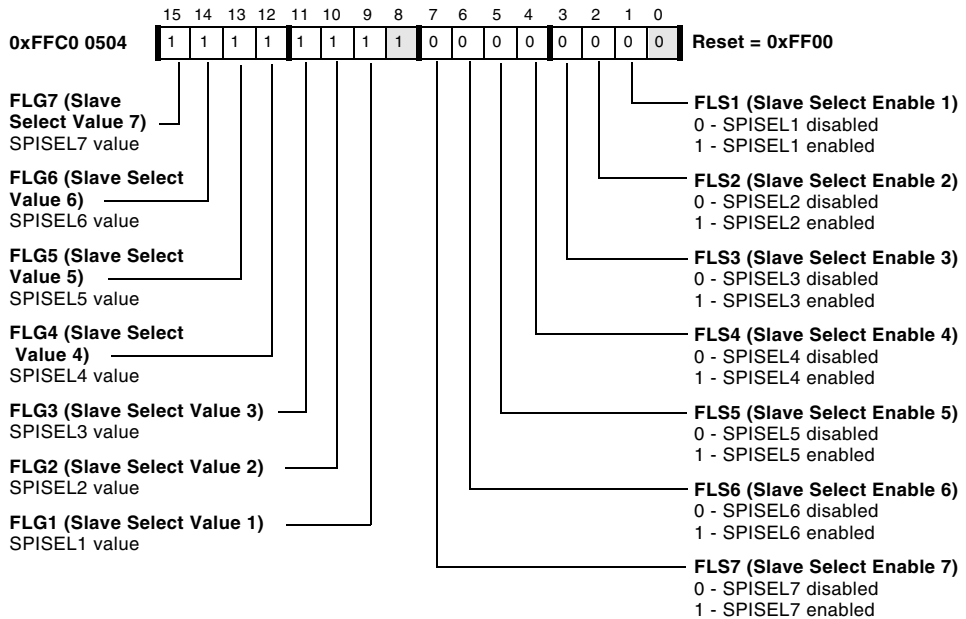 15 14 13 12 11 10 9 8 7 6 5 4 3 2 1 0
0xFFC0 0504
1 1 1 1 1 1 1 1 0 0 0 0 0 0 0 0
Reset = 0xFF00
FLG7 (Slave
Select Value 7)
SPISEL7 value
FLG6 (Slave Select
Value 6)
SPISEL6 value
FLG5 (Slave Select
Value 5)
SPISEL5 value
FLG4 (Slave Select
Value 4)
SPISEL4 value
FLG3 (Slave Select Value 3)
SPISEL3 value
FLG2 (Slave Select Value 2)
SPISEL2 value
FLG1 (Slave Select Value 1)
SPISEL1 value
FLS1 (Slave Select Enable 1)
0 - SPISEL1 disabled
1 - SPISEL1 enabled
FLS2 (Slave Select Enable 2)
0 - SPISEL2 disabled
1 - SPISEL2 enabled
FLS3 (Slave Select Enable 3)
0 - SPISEL3 disabled
1 - SPISEL3 enabled
FLS4 (Slave Select Enable 4)
0 - SPISEL4 disabled
1 - SPISEL4 enabled
FLS5 (Slave Select Enable 5)
0 - SPISEL5 disabled
1 - SPISEL5 enabled
FLS6 (Slave Select Enable 6)
0 - SPISEL6 disabled
1 - SPISEL6 enabled
FLS7 (Slave Select Enable 7)
0 - SPISEL7 disabled
1 - SPISEL7 enabled